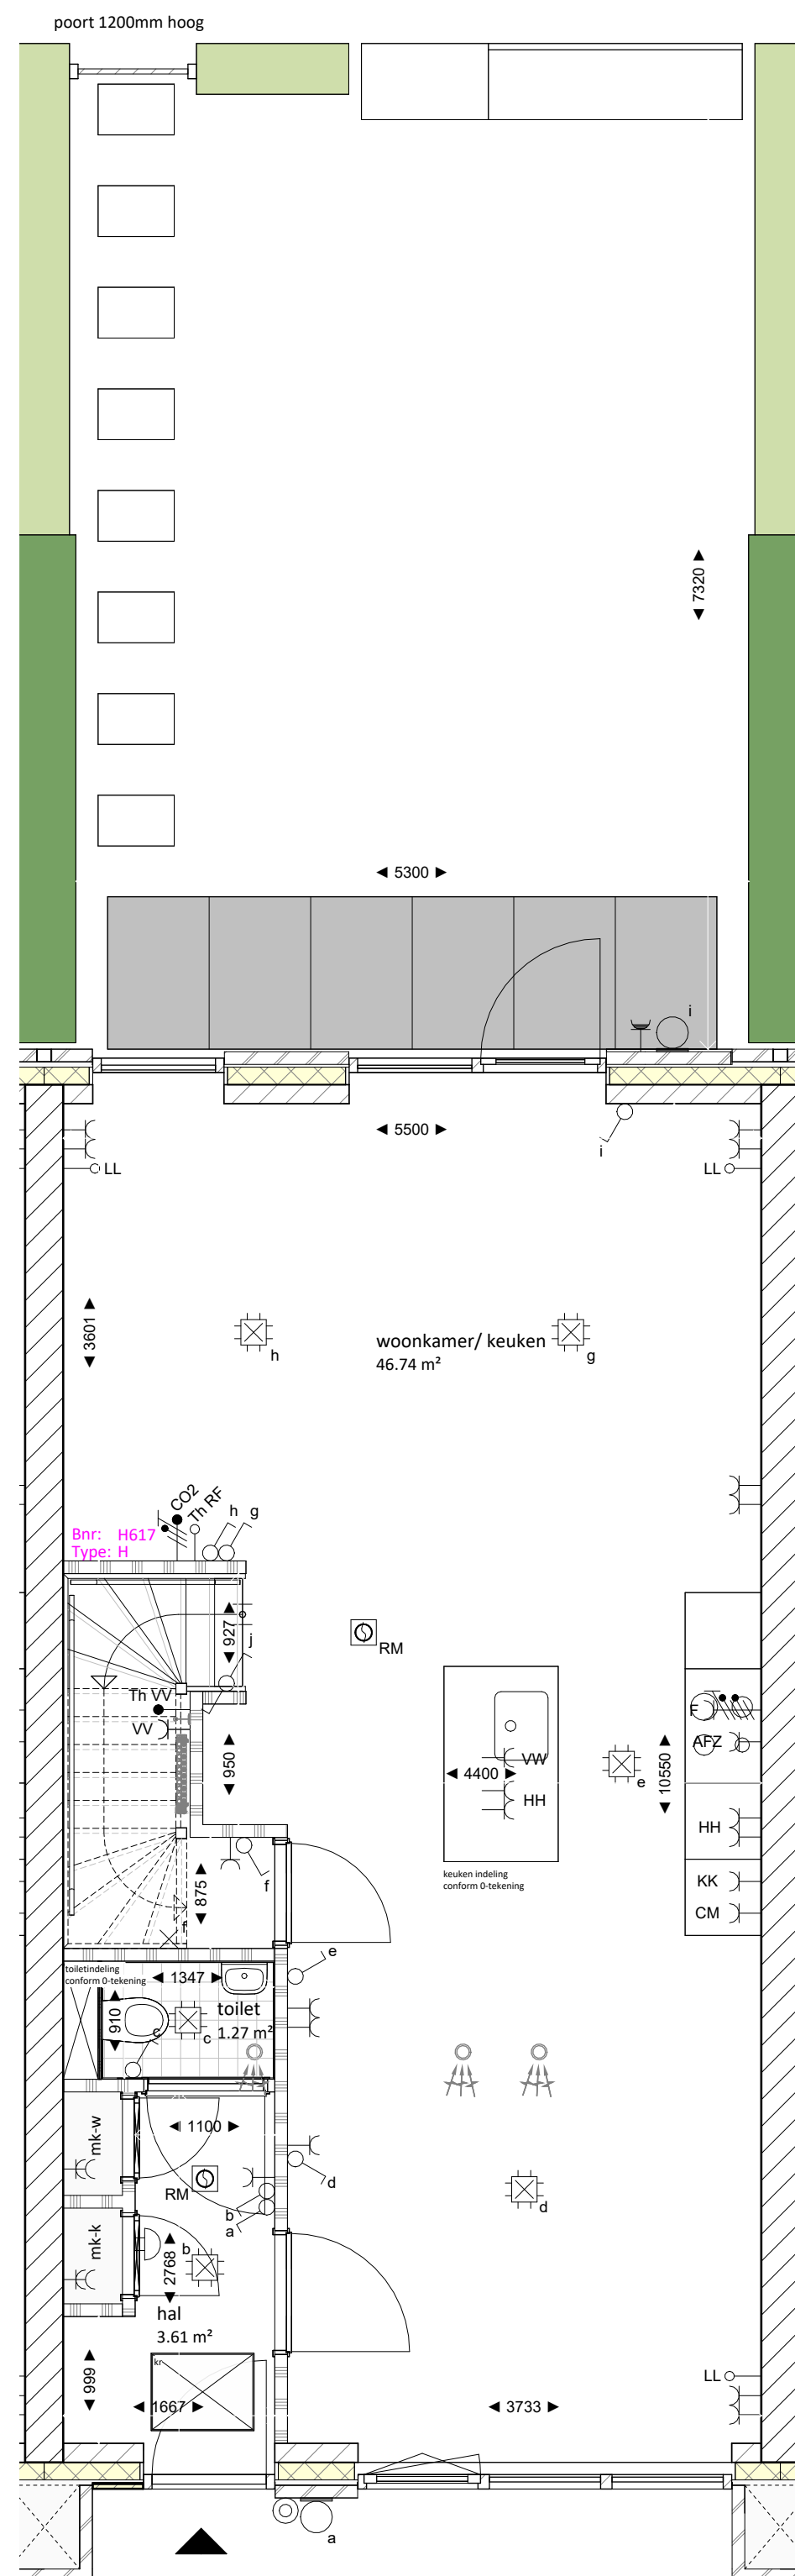 poort 1200mm hoog
7320
5300
i
5500
i
LL
LL
3601
h
woonkamer/ keuken
46.74 m²
g
CO2
Th RF
h
g
Bnr: H617
Type: H
927
j
RM
Th VV
VV
950
F
AFZ
VW
4400
HH
e
10550
HH
keuken indeling
conform 0-tekening
KK
CM
875
f
f
e
toiletindeling
conform 0-tekening
1347
910
toilet
1.27 m²
c
c
mk-w
1100
RM
d
b
a
d
mk-k
b
2768
hal
3.61 m²
kr
999
1667
3733
LL
a